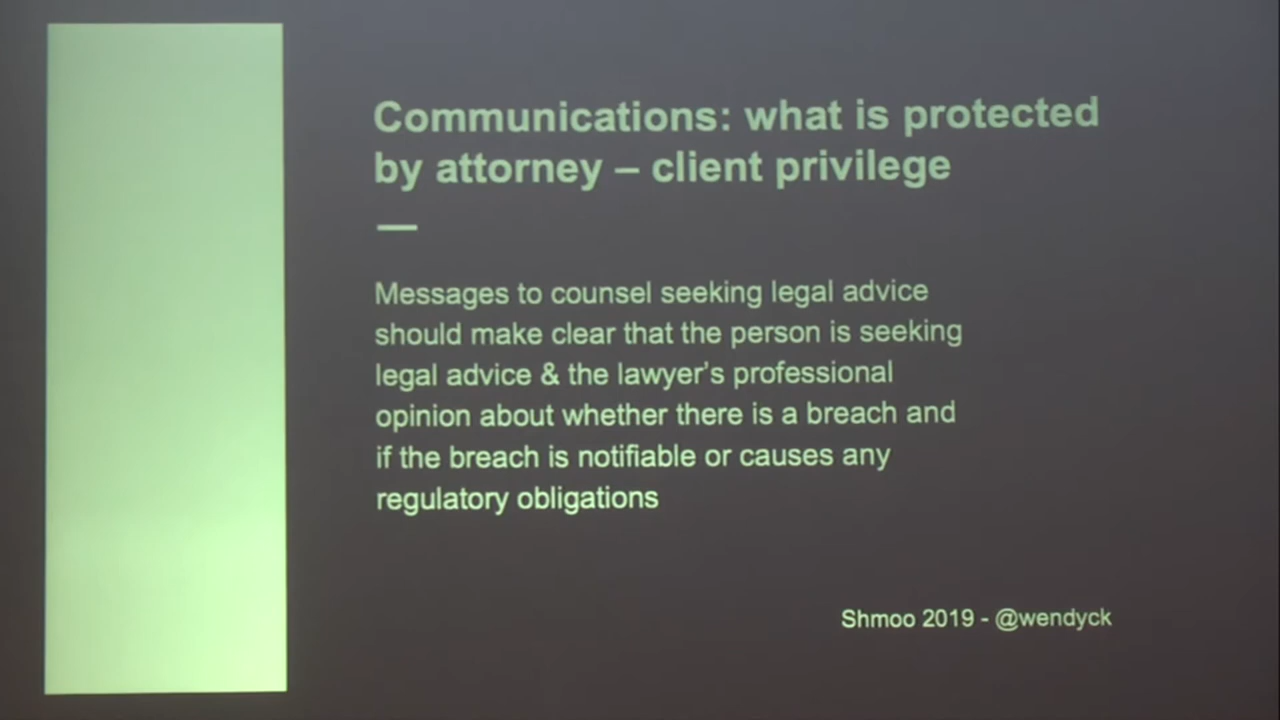 Communications: what is protected
by attorney – client privilege
—
Messages to counsel seeking legal advice
should make clear that the person is seeking
legal advice & the lawyer’s professional
opinion about whether there is a breach and
if the breach is notifiable or causes any
regulatory obligations
Shmoo 2019 - @wendyck